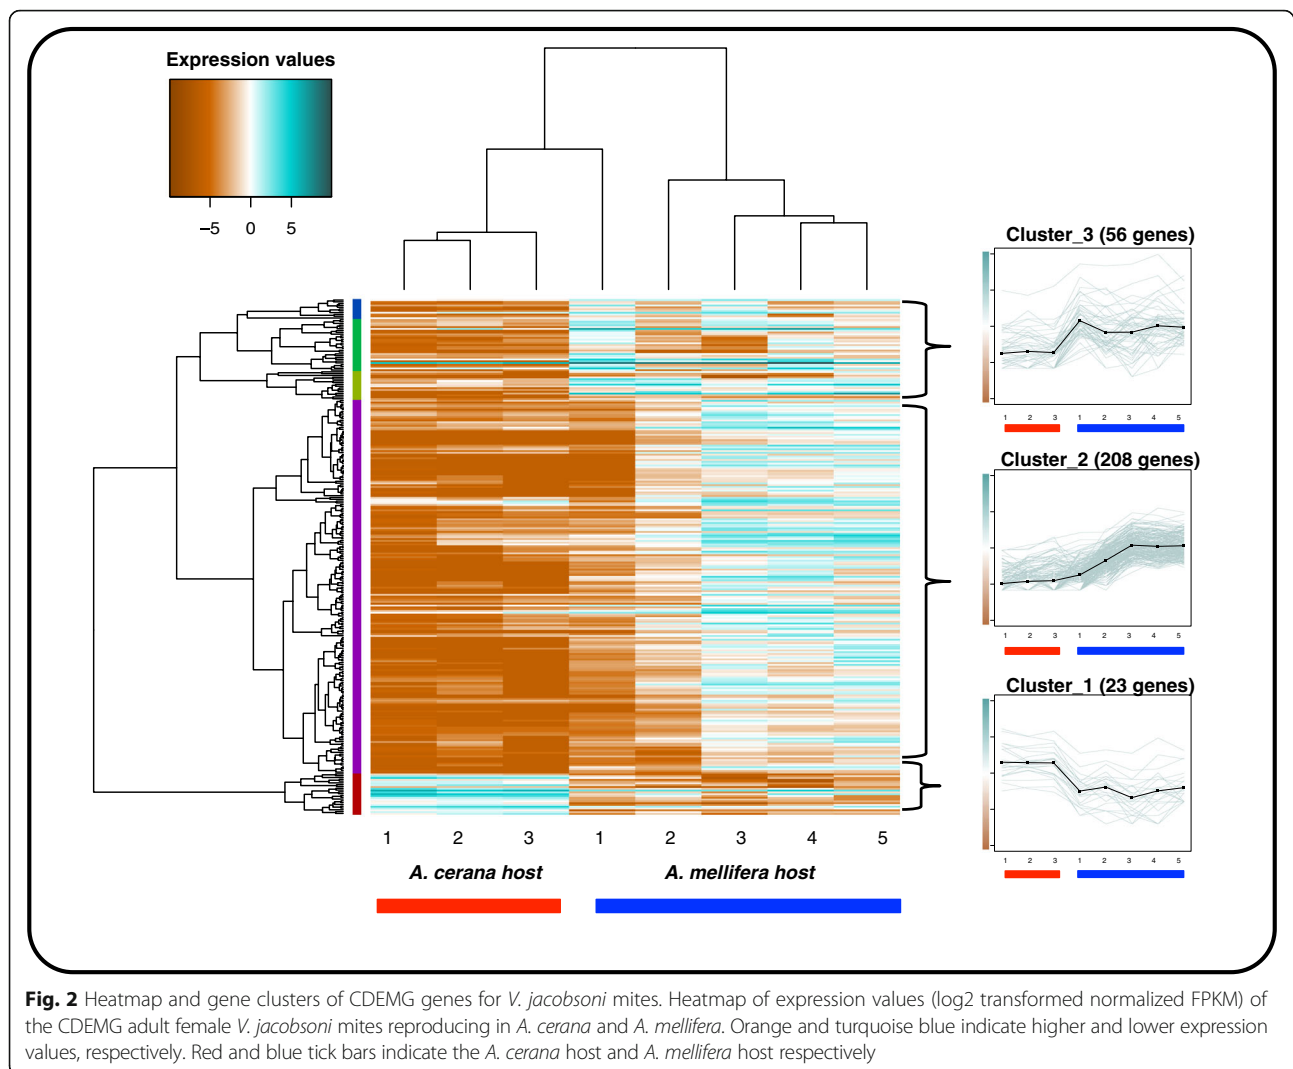 Expression values
−5 0 5
Cluster_3 (56 genes)
1 2 3 1 2 3 4 5
Cluster_2 (208 genes)
1 2 3 1 2 3 4 5
Cluster_1 (23 genes)
1 2 3 1 2 3 4 5
1 2 3 1 2 3 4 5
A. cerana host A. mellifera host
Fig. 2 Heatmap and gene clusters of CDEMG genes for V. jacobsoni mites. Heatmap of expression values (log2 transformed normalized FPKM) of
the CDEMG adult female V. jacobsoni mites reproducing in A. cerana and A. mellifera. Orange and turquoise blue indicate higher and lower expression
values, respectively. Red and blue tick bars indicate the A. cerana host and A. mellifera host respectively